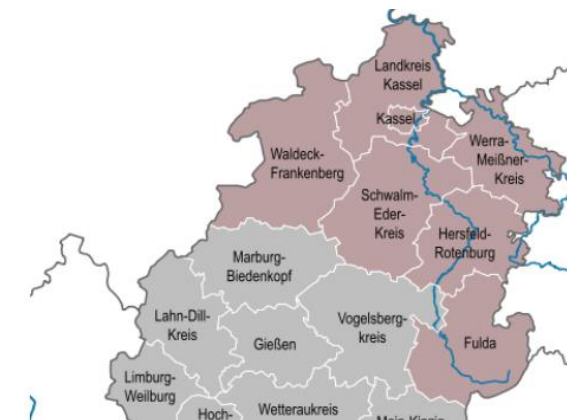 Landkreis
Kassel
Kassel
Werra-
Meißner-
Kreis
Waldeck-
Frankenberg
Schwalm-
Eder-
Kreis
Hersfeld-
Rotenburg
Marburg-
Biedenkopf
Lahn-Dill-
Kreis
Gießen
Vogelsberg-
kreis
Fulda
Limburg-
Weilburg
Hoch-
Wetteraukreis